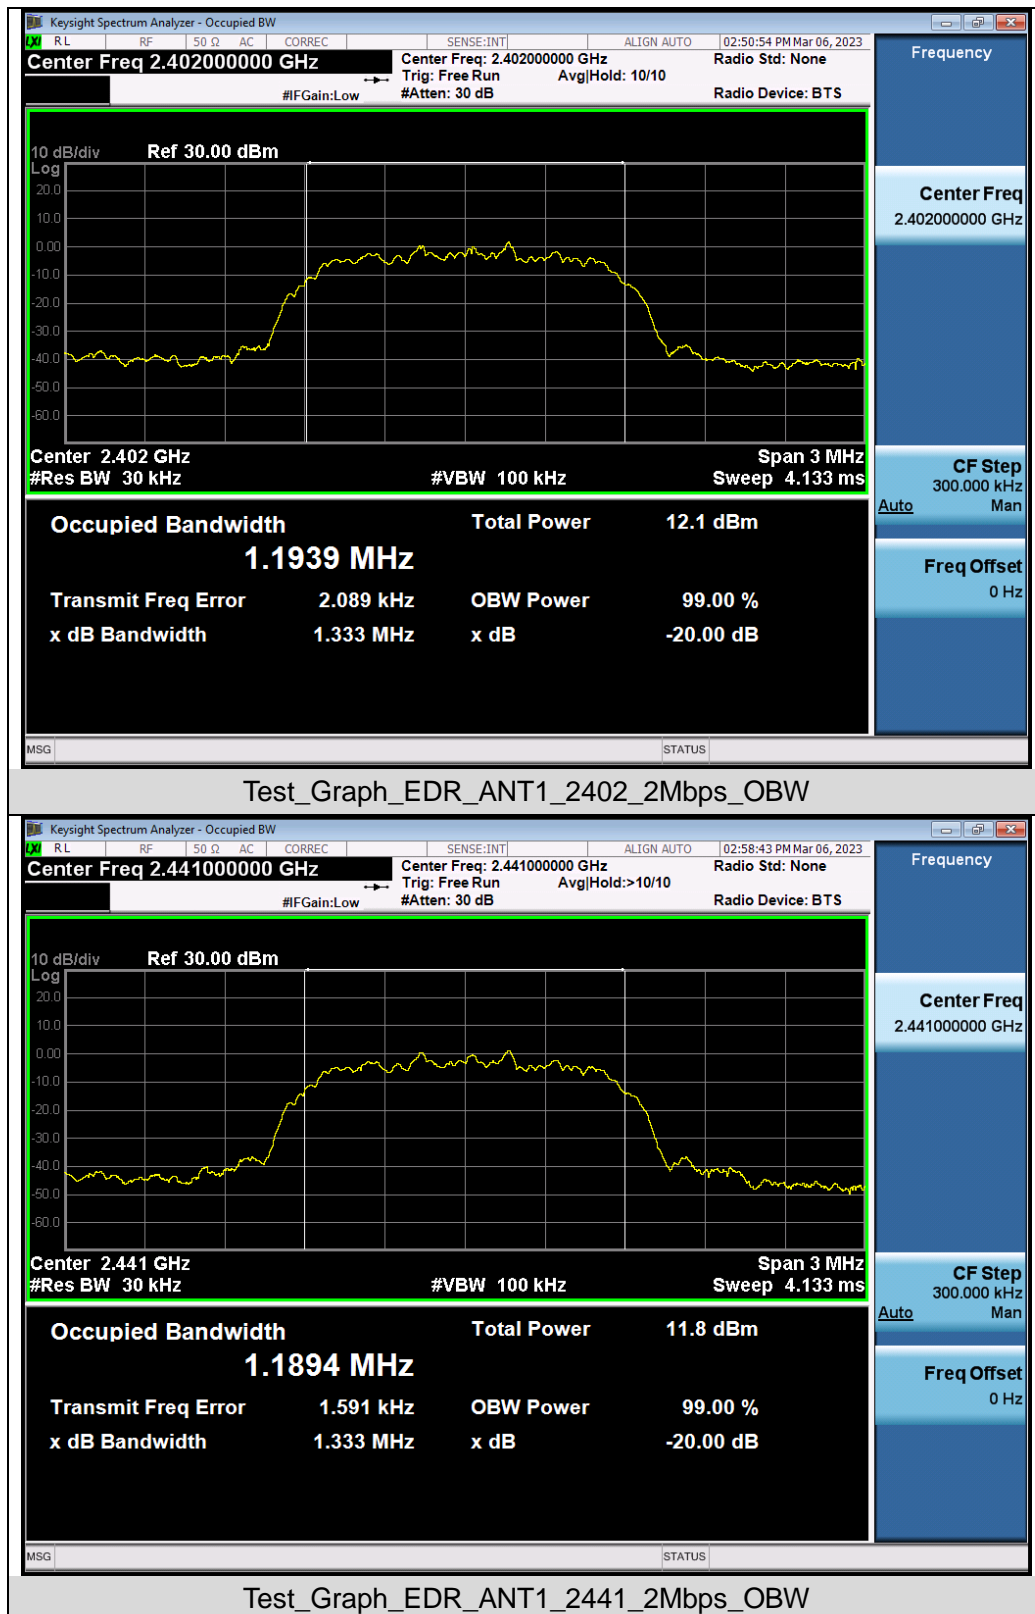 Keysight Spectrum Analyzer - Occupied BW
LXI RL RF 50 Ω AC CORREC SENSE:INT ALIGN AUTO 02:50:54 PM Mar 06, 2023
Center Freq 2.402000000 GHz
Center Freq: 2.402000000 GHz
Radio Std: None
Trig: Free Run Avg|Hold: 10/10
#IFGain:Low
#Atten: 30 dB
Radio Device: BTS
Frequency
10 dB/div Ref 30.00 dBm
Log
20.0
10.0
0.00
-10.0
-20.0
-30.0
-40.0
-50.0
-60.0
Center Freq
2.402000000 GHz
Center 2.402 GHz
Span 3 MHz
#Res BW 30 kHz
#VBW 100 kHz
Sweep 4.133 ms
CF Step
300.000 kHz
Auto Man
Freq Offset
0 Hz
Occupied Bandwidth
Total Power 12.1 dBm
1.1939 MHz
Transmit Freq Error 2.089 kHz OBW Power 99.00 %
x dB Bandwidth 1.333 MHz x dB -20.00 dB
MSG STATUS
Test_Graph_EDR_ANT1_2402_2Mbps_OBW
Keysight Spectrum Analyzer - Occupied BW
LXI RL RF 50 Ω AC CORREC SENSE:INT ALIGN AUTO 02:58:43 PM Mar 06, 2023
Center Freq 2.441000000 GHz
Center Freq: 2.441000000 GHz
Radio Std: None
Trig: Free Run Avg|Hold:>10/10
#IFGain:Low
#Atten: 30 dB
Radio Device: BTS
Frequency
10 dB/div Ref 30.00 dBm
Log
20.0
10.0
0.00
-10.0
-20.0
-30.0
-40.0
-50.0
-60.0
Center Freq
2.441000000 GHz
Center 2.441 GHz
Span 3 MHz
#Res BW 30 kHz
#VBW 100 kHz
Sweep 4.133 ms
CF Step
300.000 kHz
Auto Man
Freq Offset
0 Hz
Occupied Bandwidth
Total Power 11.8 dBm
1.1894 MHz
Transmit Freq Error 1.591 kHz OBW Power 99.00 %
x dB Bandwidth 1.333 MHz x dB -20.00 dB
MSG STATUS
Test_Graph_EDR_ANT1_2441_2Mbps_OBW